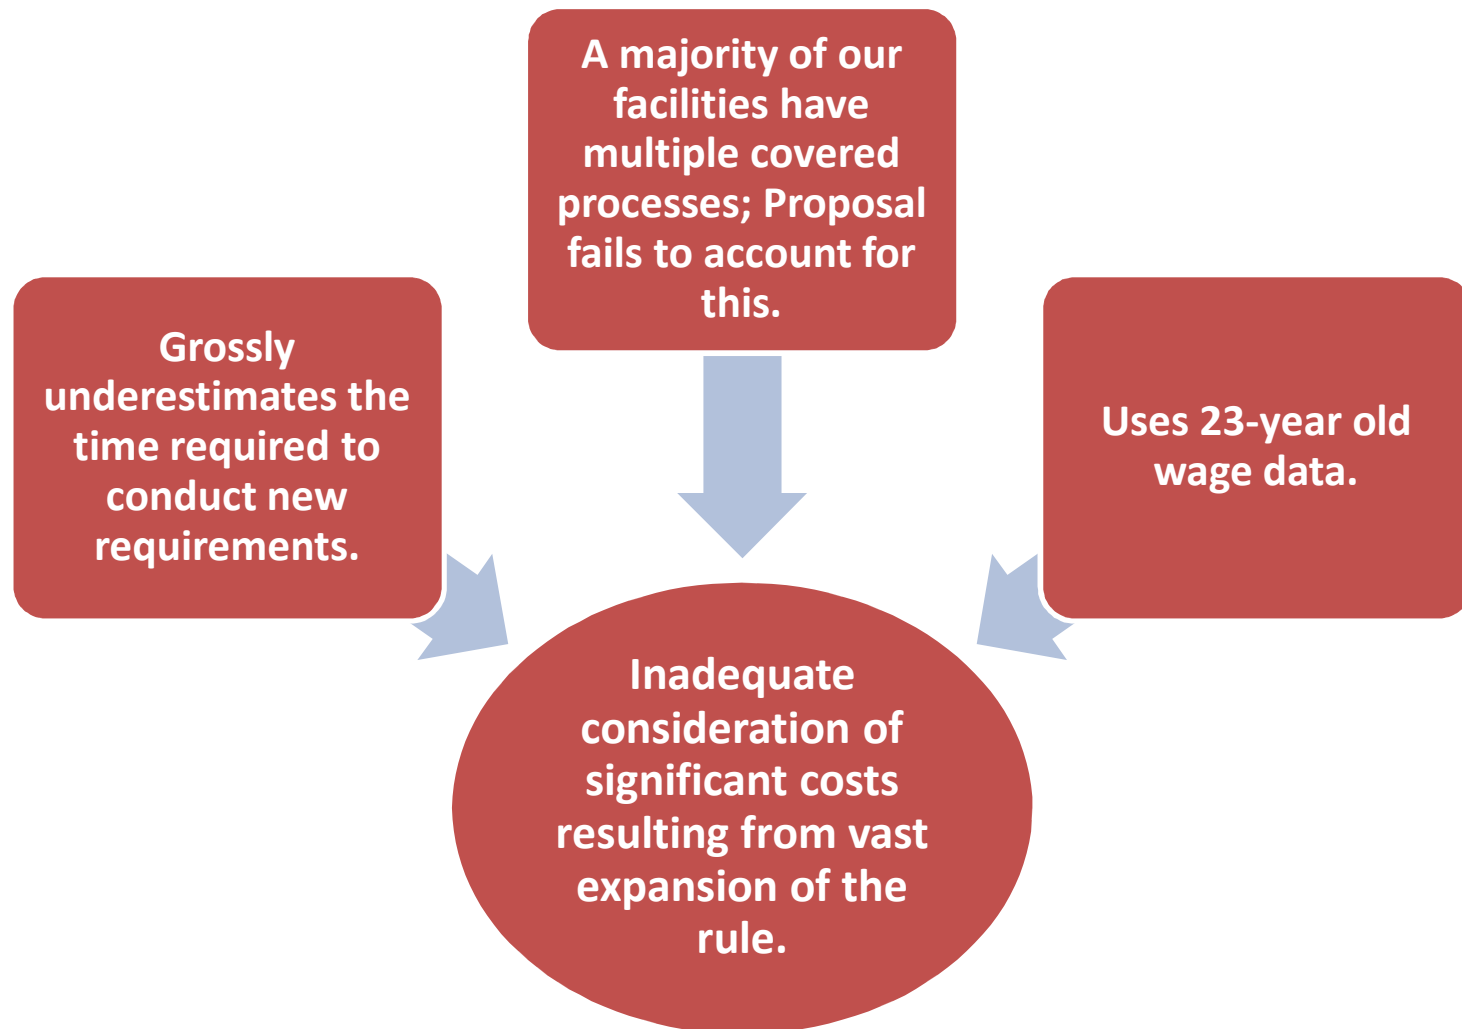 A majority of our
facilities have
multiple covered
processes; Proposal
fails to account for
this.
Grossly
underestimates the
time required to
conduct new
requirements.
Uses 23-year old
wage data.
Inadequate
consideration of
significant costs
resulting from vast
expansion of the
rule.